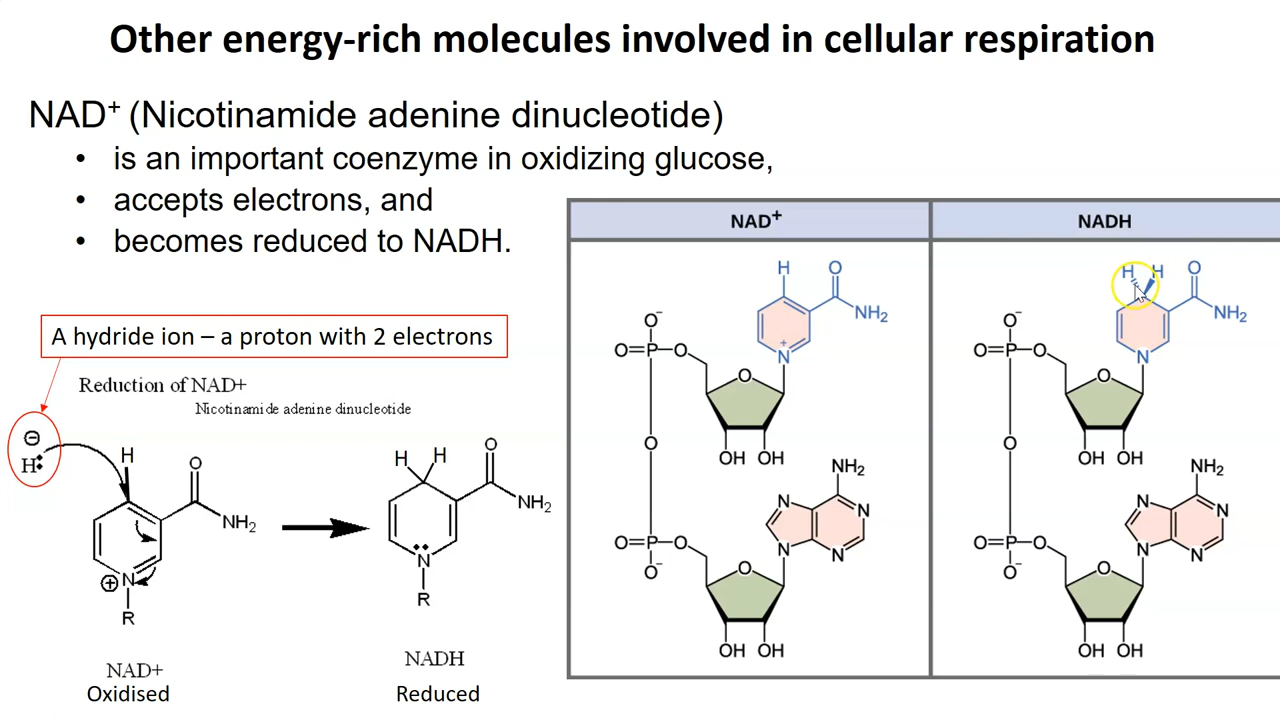 Other energy-rich molecules involved in cellular respiration
NAD⁺ (Nicotinamide adenine dinucleotide)
• is an important coenzyme in oxidizing glucose,
• accepts electrons, and
• becomes reduced to NADH.
A hydride ion – a proton with 2 electrons
Reduction of NAD+
Nicotinamide adenine dinucleotide
⊖
H:
H
O
NH₂
⊕N
R
NAD+
Oxidised
H H
O
NH₂
N
R
NADH
Reduced
NAD⁺
H O
NH₂
+
N
O⁻
O=P–O
O
OH OH
O
NH₂
N N
N N
O=P–O
O⁻
O
OH OH
NADH
H H O
NH₂
N
O⁻
O=P–O
O
OH OH
O
NH₂
N N
N N
O=P–O
O⁻
O
OH OH